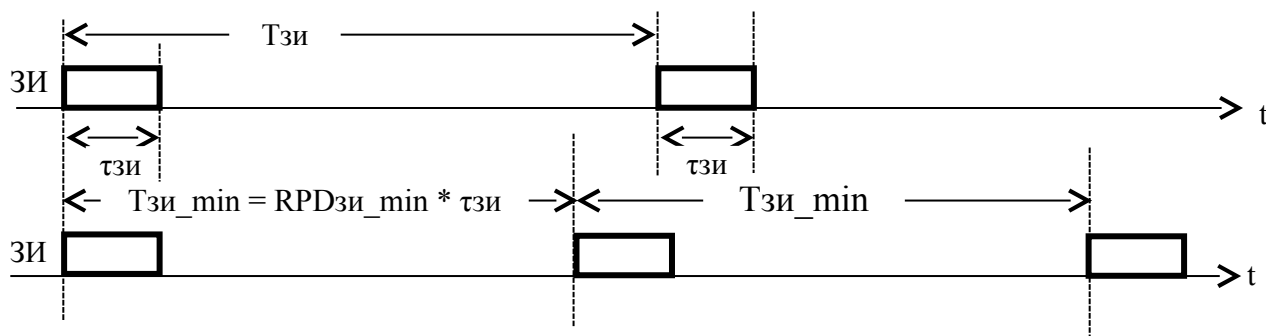 Тзи
ЗИ
t
τзи
τзи
Тзи_min = RPDзи_min * τзи
Тзи_min
ЗИ
t